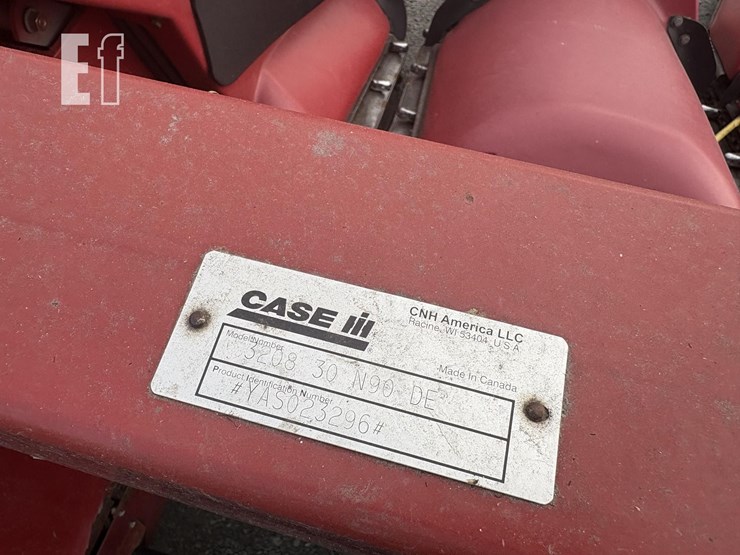 Ef
CASE IH
CNH America LLC
Racine, WI 53404 U.S.A.
Model Number
3208 30 N90 DE
Made in Canada
Product Identification Number
#YAS023296#